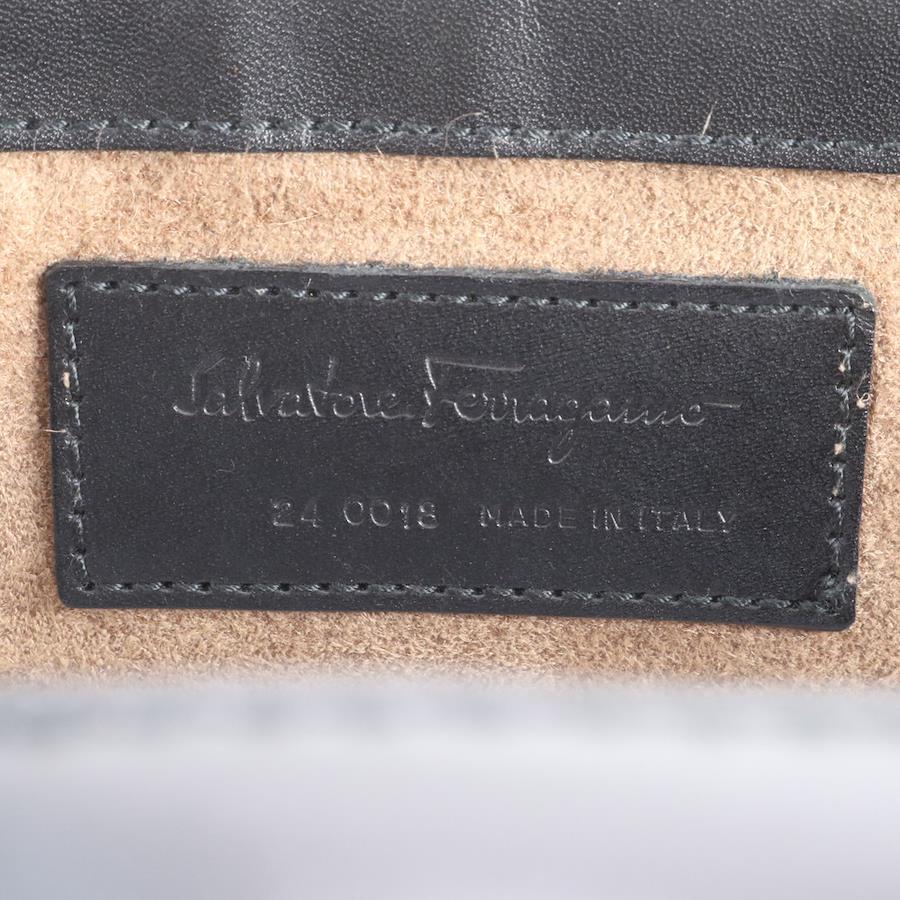 Salvatore Ferragamo
24 0018 MADE IN ITALY